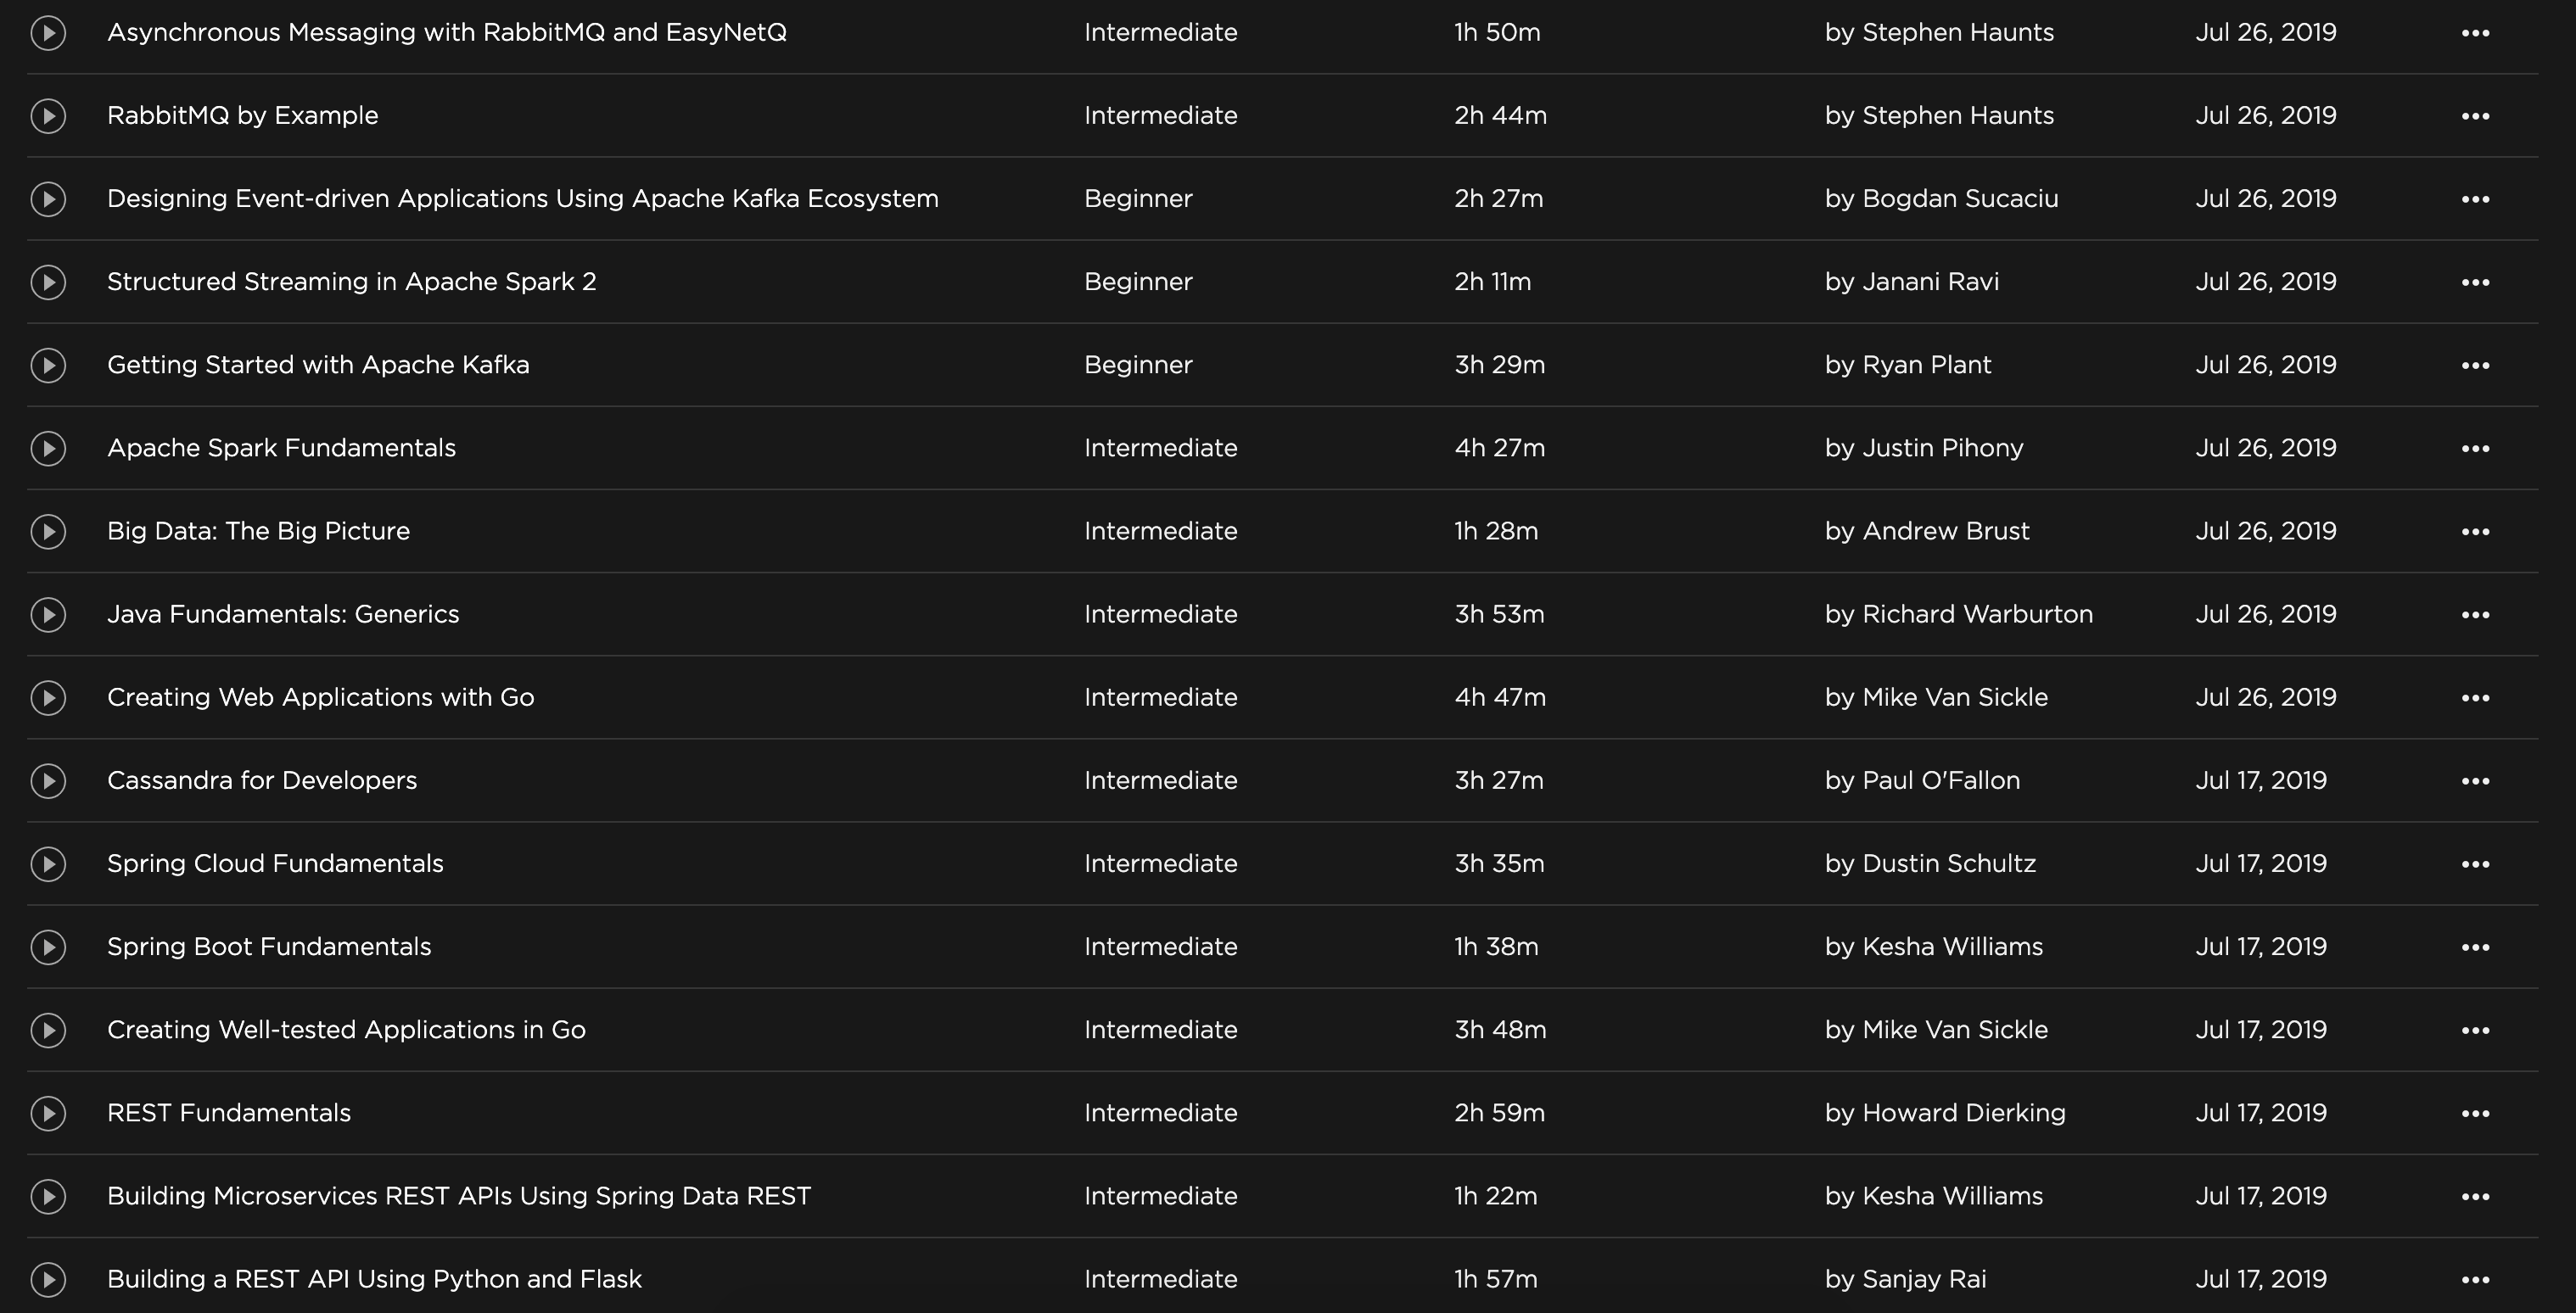 Asynchronous Messaging with RabbitMQ and EasyNetQ Intermediate 1h 50m by Stephen Haunts Jul 26, 2019
RabbitMQ by Example Intermediate 2h 44m by Stephen Haunts Jul 26, 2019
Designing Event-driven Applications Using Apache Kafka Ecosystem Beginner 2h 27m by Bogdan Sucaciu Jul 26, 2019
Structured Streaming in Apache Spark 2 Beginner 2h 11m by Janani Ravi Jul 26, 2019
Getting Started with Apache Kafka Beginner 3h 29m by Ryan Plant Jul 26, 2019
Apache Spark Fundamentals Intermediate 4h 27m by Justin Pihony Jul 26, 2019
Big Data: The Big Picture Intermediate 1h 28m by Andrew Brust Jul 26, 2019
Java Fundamentals: Generics Intermediate 3h 53m by Richard Warburton Jul 26, 2019
Creating Web Applications with Go Intermediate 4h 47m by Mike Van Sickle Jul 26, 2019
Cassandra for Developers Intermediate 3h 27m by Paul O'Fallon Jul 17, 2019
Spring Cloud Fundamentals Intermediate 3h 35m by Dustin Schultz Jul 17, 2019
Spring Boot Fundamentals Intermediate 1h 38m by Kesha Williams Jul 17, 2019
Creating Well-tested Applications in Go Intermediate 3h 48m by Mike Van Sickle Jul 17, 2019
REST Fundamentals Intermediate 2h 59m by Howard Dierking Jul 17, 2019
Building Microservices REST APIs Using Spring Data REST Intermediate 1h 22m by Kesha Williams Jul 17, 2019
Building a REST API Using Python and Flask Intermediate 1h 57m by Sanjay Rai Jul 17, 2019